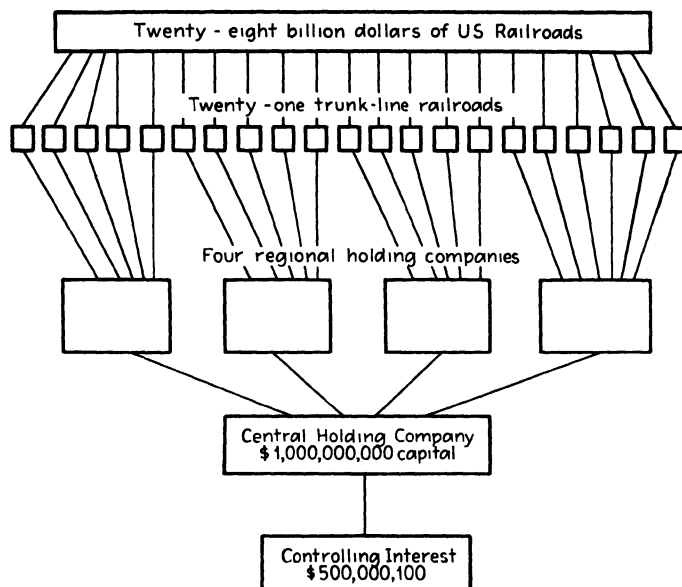 Twenty - eight billion dollars of US Railroads
Twenty - one trunk-line railroads
Four regional holding companies
Central Holding Company
$1,000,000,000 capital
Controlling Interest
$500,000,100